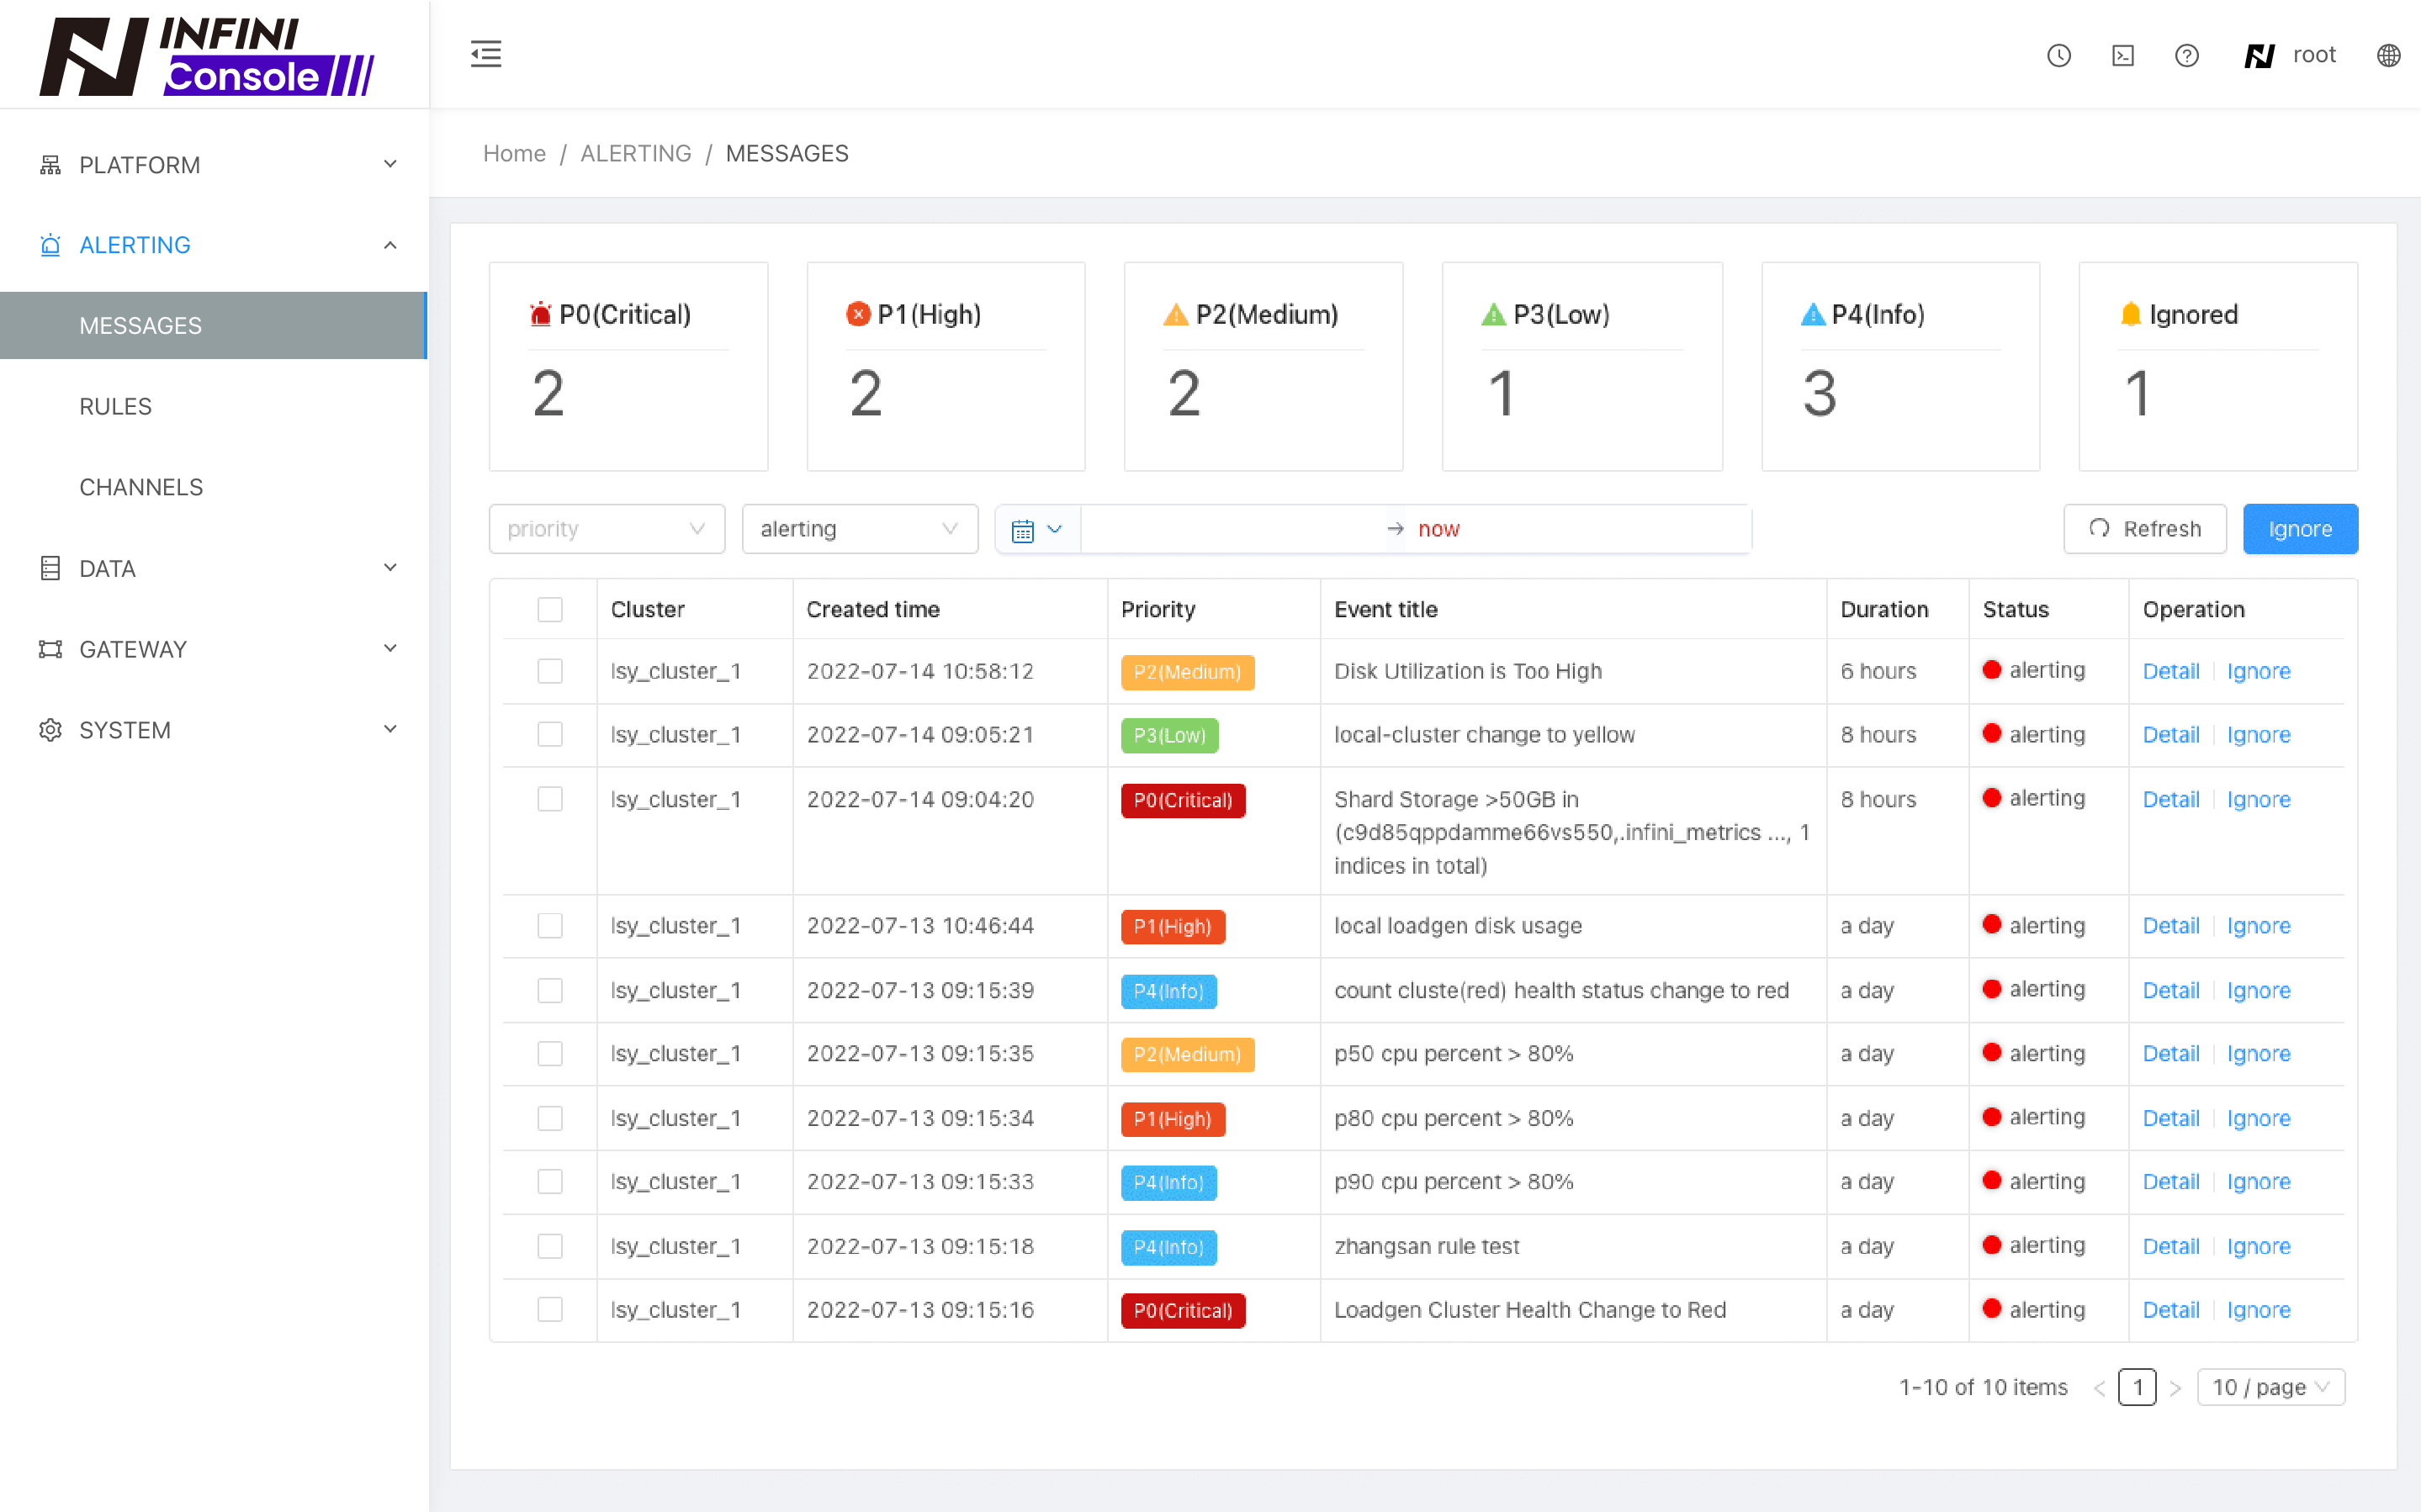 INFINI
Console
root
PLATFORM
ALERTING
MESSAGES
RULES
CHANNELS
DATA
GATEWAY
SYSTEM
Home / ALERTING / MESSAGES
P0(Critical)
2
P1(High)
2
P2(Medium)
2
P3(Low)
1
P4(Info)
3
Ignored
1
priority alerting → now Refresh Ignore
Cluster Created time Priority Event title Duration Status Operation
lsy_cluster_1 2022-07-14 10:58:12 P2(Medium) Disk Utilization is Too High 6 hours alerting Detail Ignore
lsy_cluster_1 2022-07-14 09:05:21 P3(Low) local-cluster change to yellow 8 hours alerting Detail Ignore
lsy_cluster_1 2022-07-14 09:04:20 P0(Critical) Shard Storage >50GB in 8 hours alerting Detail Ignore
(c9d85qppdamme66vs550,.infini_metrics ..., 1
indices in total)
lsy_cluster_1 2022-07-13 10:46:44 P1(High) local loadgen disk usage a day alerting Detail Ignore
lsy_cluster_1 2022-07-13 09:15:39 P4(Info) count cluste(red) health status change to red a day alerting Detail Ignore
lsy_cluster_1 2022-07-13 09:15:35 P2(Medium) p50 cpu percent > 80% a day alerting Detail Ignore
lsy_cluster_1 2022-07-13 09:15:34 P1(High) p80 cpu percent > 80% a day alerting Detail Ignore
lsy_cluster_1 2022-07-13 09:15:33 P4(Info) p90 cpu percent > 80% a day alerting Detail Ignore
lsy_cluster_1 2022-07-13 09:15:18 P4(Info) zhangsan rule test a day alerting Detail Ignore
lsy_cluster_1 2022-07-13 09:15:16 P0(Critical) Loadgen Cluster Health Change to Red a day alerting Detail Ignore
1-10 of 10 items < 1 > 10 / page